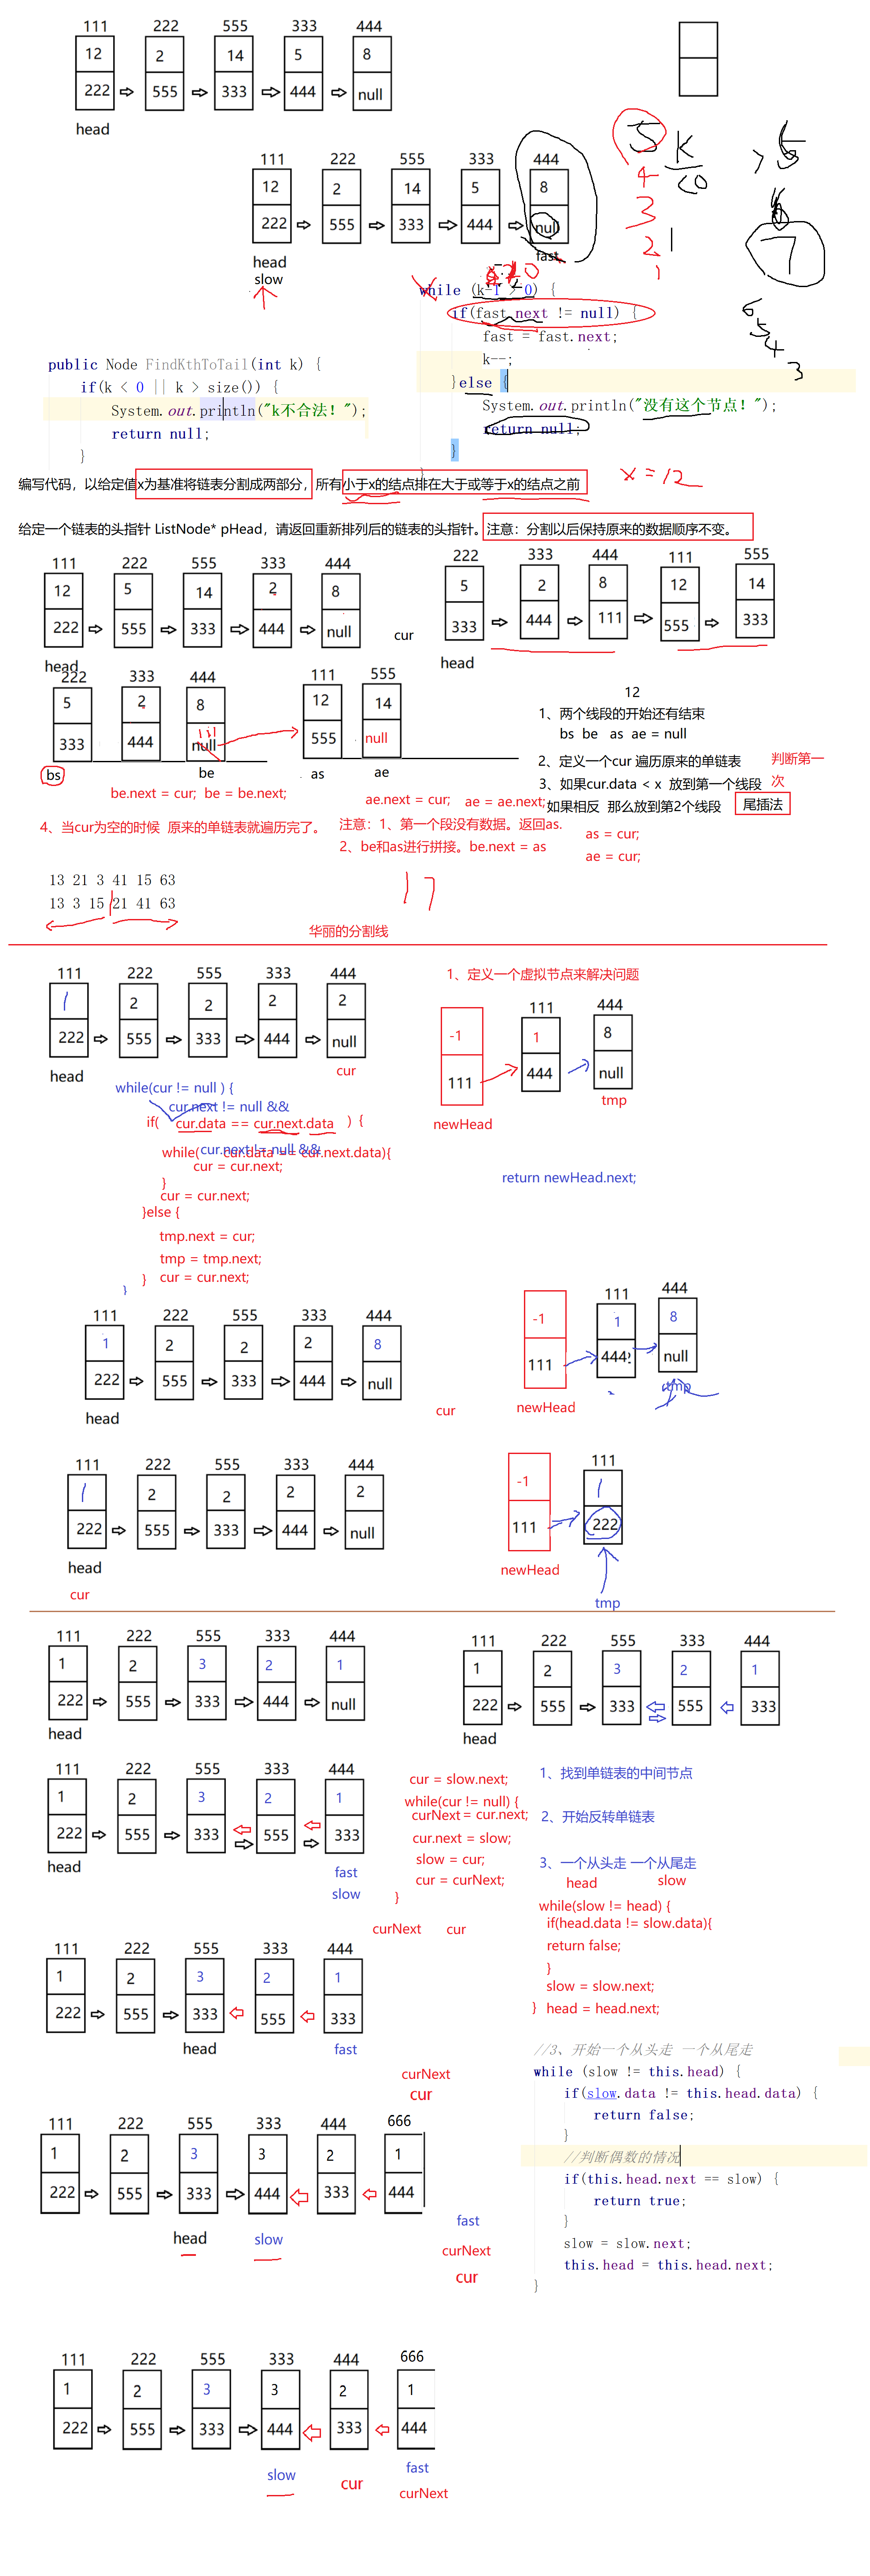 111 222 555 333 444
12 2 14 5 8
222 555 333 444 null
head
5 K
<0
>5
4
3
2 1
1
7
6
5
4
3
111 222 555 333 444
12 2 14 5 8
222 555 333 444 null
head fast
slow
while (k-1 > 0) {
if(fast.next != null) {
fast = fast.next;
k--;
}else {
System.out.println("没有这个节点！");
return null;
}
}
public Node FindKthToTail(int k) {
if(k < 0 || k > size()) {
System.out.println("k不合法！");
return null;
}
编写代码，以给定值x为基准将链表分割成两部分，所有小于x的结点排在大于或等于x的结点之前
x=12
给定一个链表的头指针 ListNode* pHead，请返回重新排列后的链表的头指针。注意：分割以后保持原来的数据顺序不变。
111 222 555 333 444
12 5 14 2 8
222 555 333 444 null
head
cur
222 333 444 111 555
5 2 8 12 14
333 444 111 555 333
head
222 333 444 111 555
5 2 8 12 14
333 444 null 555 null
bs be as ae
be.next = cur; be = be.next;
ae.next = cur; ae = ae.next;
12
1、两个线段的开始还有结束
bs be as ae = null
2、定义一个cur 遍历原来的单链表
判断第一次
3、如果cur.data < x 放到第一个线段
如果相反 那么放到第2个线段
尾插法
as = cur;
ae = cur;
4、当cur为空的时候 原来的单链表就遍历完了。
注意：1、第一个段没有数据。返回as.
2、be和as进行拼接。be.next = as
13 21 3 41 15 63
13 3 15 21 41 63
17
华丽的分割线
111 222 555 333 444
1 2 2 2 2
222 555 333 444 null
head cur
while(cur != null ) {
cur.next != null &&
if( cur.data == cur.next.data ) {
while( cur.next != null && cur.data == cur.next.data){
cur = cur.next;
}
cur = cur.next;
}else {
tmp.next = cur;
tmp = tmp.next;
} cur = cur.next;
}
1、定义一个虚拟节点来解决问题
111 444
-1 1 8
111 444 null
newHead tmp
return newHead.next;
111 222 555 333 444
1 2 2 2 8
222 555 333 444 null
head cur
111 444
-1 1 8
111 444 null
newHead tmp
111 222 555 333 444
1 2 2 2 2
222 555 333 444 null
head
cur
111
-1 1
111 222
newHead
tmp
111 222 555 333 444
1 2 3 2 1
222 555 333 444 null
head
111 222 555 333 444
1 2 3 2 1
222 555 333 555 333
head
111 222 555 333 444
1 2 3 2 1
222 555 333 555 333
head fast
slow
cur = slow.next;
while(cur != null) {
curNext = cur.next;
cur.next = slow;
slow = cur;
cur = curNext;
}
curNext cur
1、找到单链表的中间节点
2、开始反转单链表
3、一个从头走 一个从尾走
head slow
while(slow != head) {
if(head.data != slow.data){
return false;
}
slow = slow.next;
} head = head.next;
111 222 555 333 444
1 2 3 2 1
222 555 333 555 333
head fast
curNext
cur
//3、开始一个从头走 一个从尾走
while (slow != this.head) {
if(slow.data != this.head.data) {
return false;
}
//判断偶数的情况
if(this.head.next == slow) {
return true;
}
slow = slow.next;
this.head = this.head.next;
}
111 222 555 333 444 666
1 2 3 3 2 1
222 555 333 444 333 444
head slow fast
curNext
cur
111 222 555 333 444 666
1 2 3 3 2 1
222 555 333 444 333 444
slow cur fast
curNext